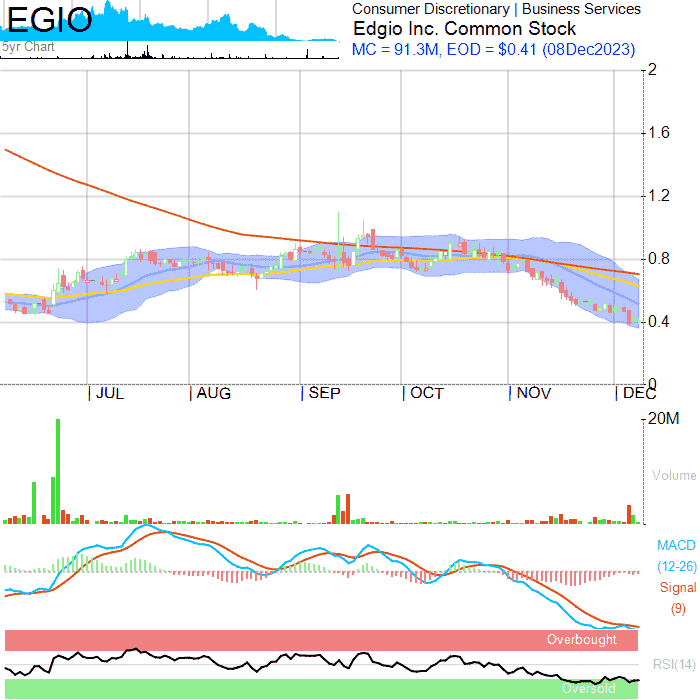 EGIO
5yr Chart
Consumer Discretionary | Business Services
Edgio Inc. Common Stock
MC = 91.3M, EOD = $0.41 (08Dec2023)
2
1.6
1.2
0.8
0.4
0
JUL AUG SEP OCT NOV DEC
20M
Volume
MACD
(12-26)
Signal
(9)
Overbought
RSI(14)
Oversold